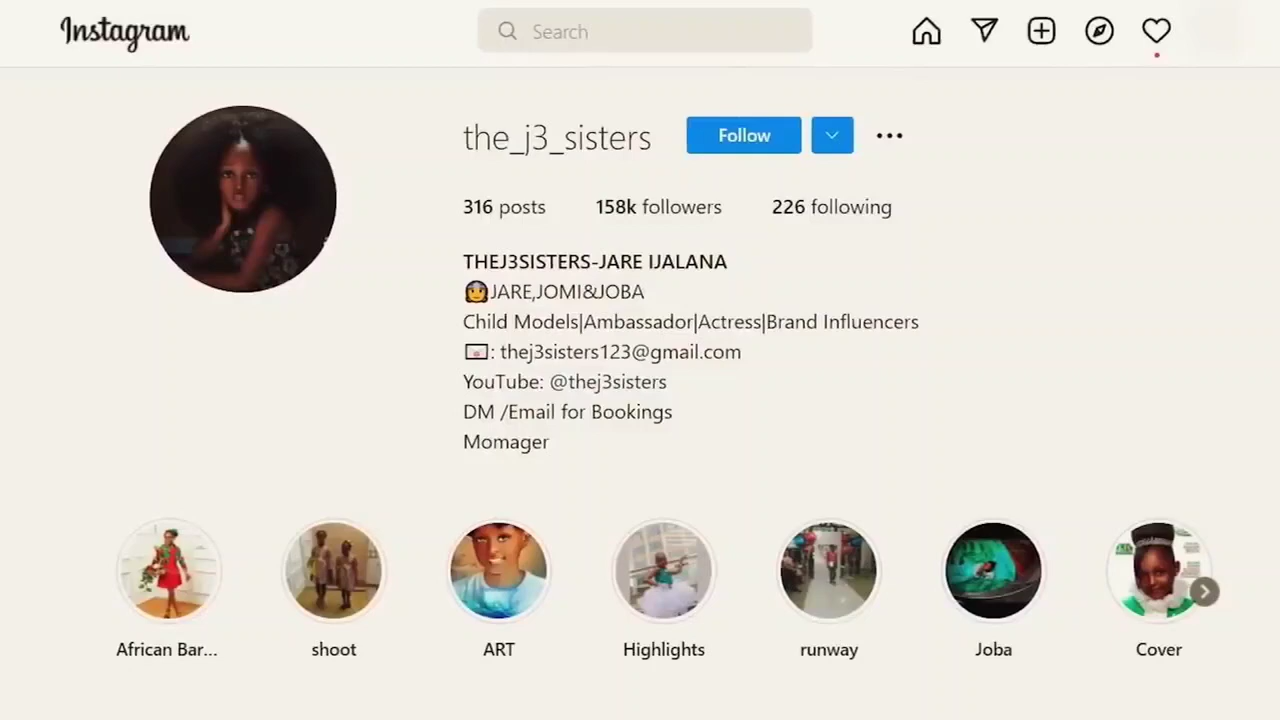 Instagram
Search
the_j3_sisters Follow
316 posts 158k followers 226 following
THEJ3SISTERS-JARE IJALANA
JARE,JOMI&JOBA
Child Models|Ambassador|Actress|Brand Influencers
: thej3sisters123@gmail.com
YouTube: @thej3sisters
DM /Email for Bookings
Momager
African Bar... shoot ART Highlights runway Joba Cover